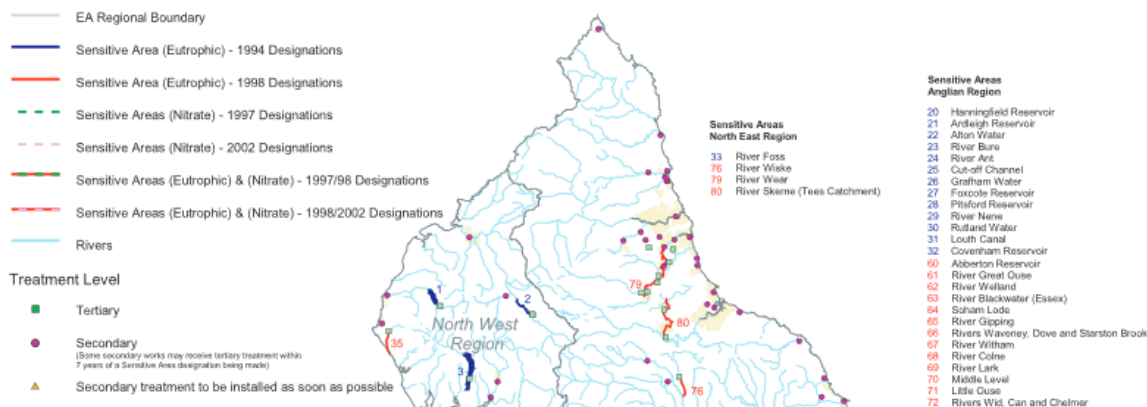 EA Regional Boundary
Sensitive Area (Eutrophic) - 1994 Designations
Sensitive Area (Eutrophic) - 1998 Designations
Sensitive Areas (Nitrate) - 1997 Designations
Sensitive Areas (Nitrate) - 2002 Designations
Sensitive Areas (Eutrophic) & (Nitrate) - 1997/98 Designations
Sensitive Areas (Eutrophic) & (Nitrate) - 1998/2002 Designations
Rivers
Treatment Level
Tertiary
Secondary
(Some secondary works may receive tertiary treatment within
7 years of a Sensitive Area designation being made)
Secondary treatment to be installed as soon as possible
1
2
North West
Region
3
35
79
80
76
Sensitive Areas
North East Region
33 River Foss
76 River Wiske
79 River Wear
80 River Skerne (Tees Catchment)
Sensitive Areas
Anglian Region
20 Hanningfield Reservoir
21 Ardleigh Reservoir
22 Alton Water
23 River Bure
24 River Ant
25 Cut-off Channel
26 Grafham Water
27 Foxcote Reservoir
28 Pitsford Reservoir
29 River Nene
30 Rutland Water
31 Louth Canal
32 Covenham Reservoir
60 Abberton Reservoir
61 River Great Ouse
62 River Welland
63 River Blackwater (Essex)
64 Soham Lode
65 River Gipping
66 Rivers Waveney, Dove and Starston Brook
67 River Witham
68 River Colne
69 River Lark
70 Middle Level
71 Little Ouse
72 Rivers Wid, Can and Chelmer